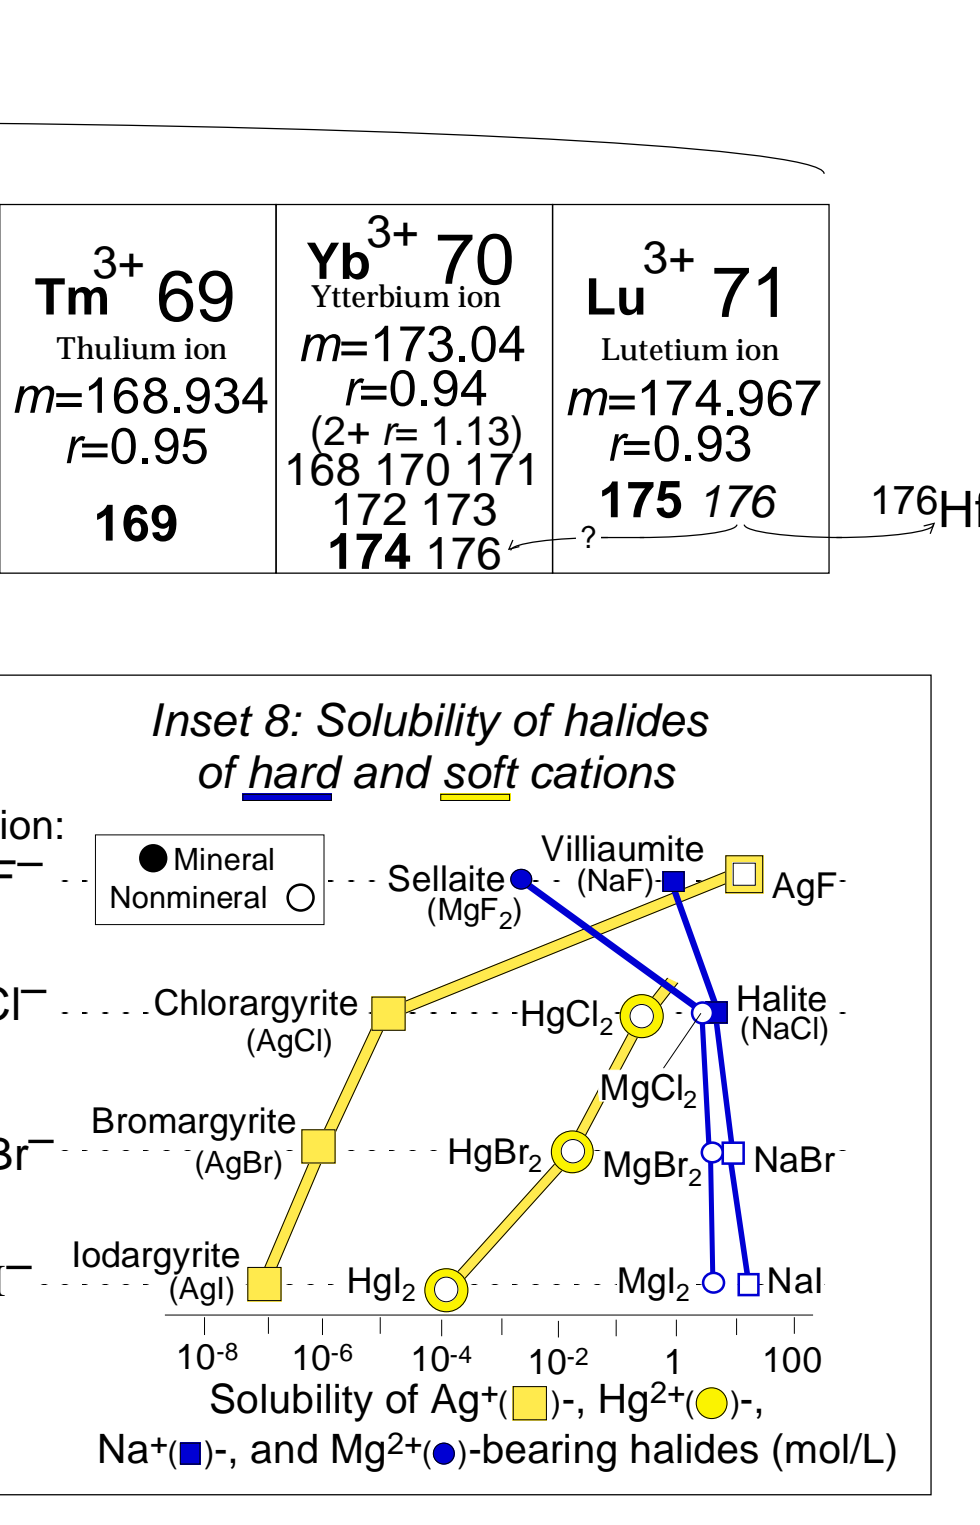 Tm3+ 69
Thulium ion
m=168.934
r=0.95
169
Yb3+ 70
Ytterbium ion
m=173.04
r=0.94
(2+ r= 1.13)
168 170 171
172 173
174 176
Lu3+ 71
Lutetium ion
m=174.967
r=0.93
175 176
?
176Hf
Inset 8: Solubility of halides
of hard and soft cations
ion:
Mineral
Nonmineral
F–
Sellaite
(MgF2)
Villiaumite
(NaF)
AgF
Cl–
Chlorargyrite
(AgCl)
HgCl2
Halite
(NaCl)
MgCl2
Br–
Bromargyrite
(AgBr)
HgBr2
MgBr2
NaBr
I–
Iodargyrite
(AgI)
HgI2
MgI2
NaI
10-8 10-6 10-4 10-2 1 100
Solubility of Ag+( )-, Hg2+( )-,
Na+( )-, and Mg2+( )-bearing halides (mol/L)